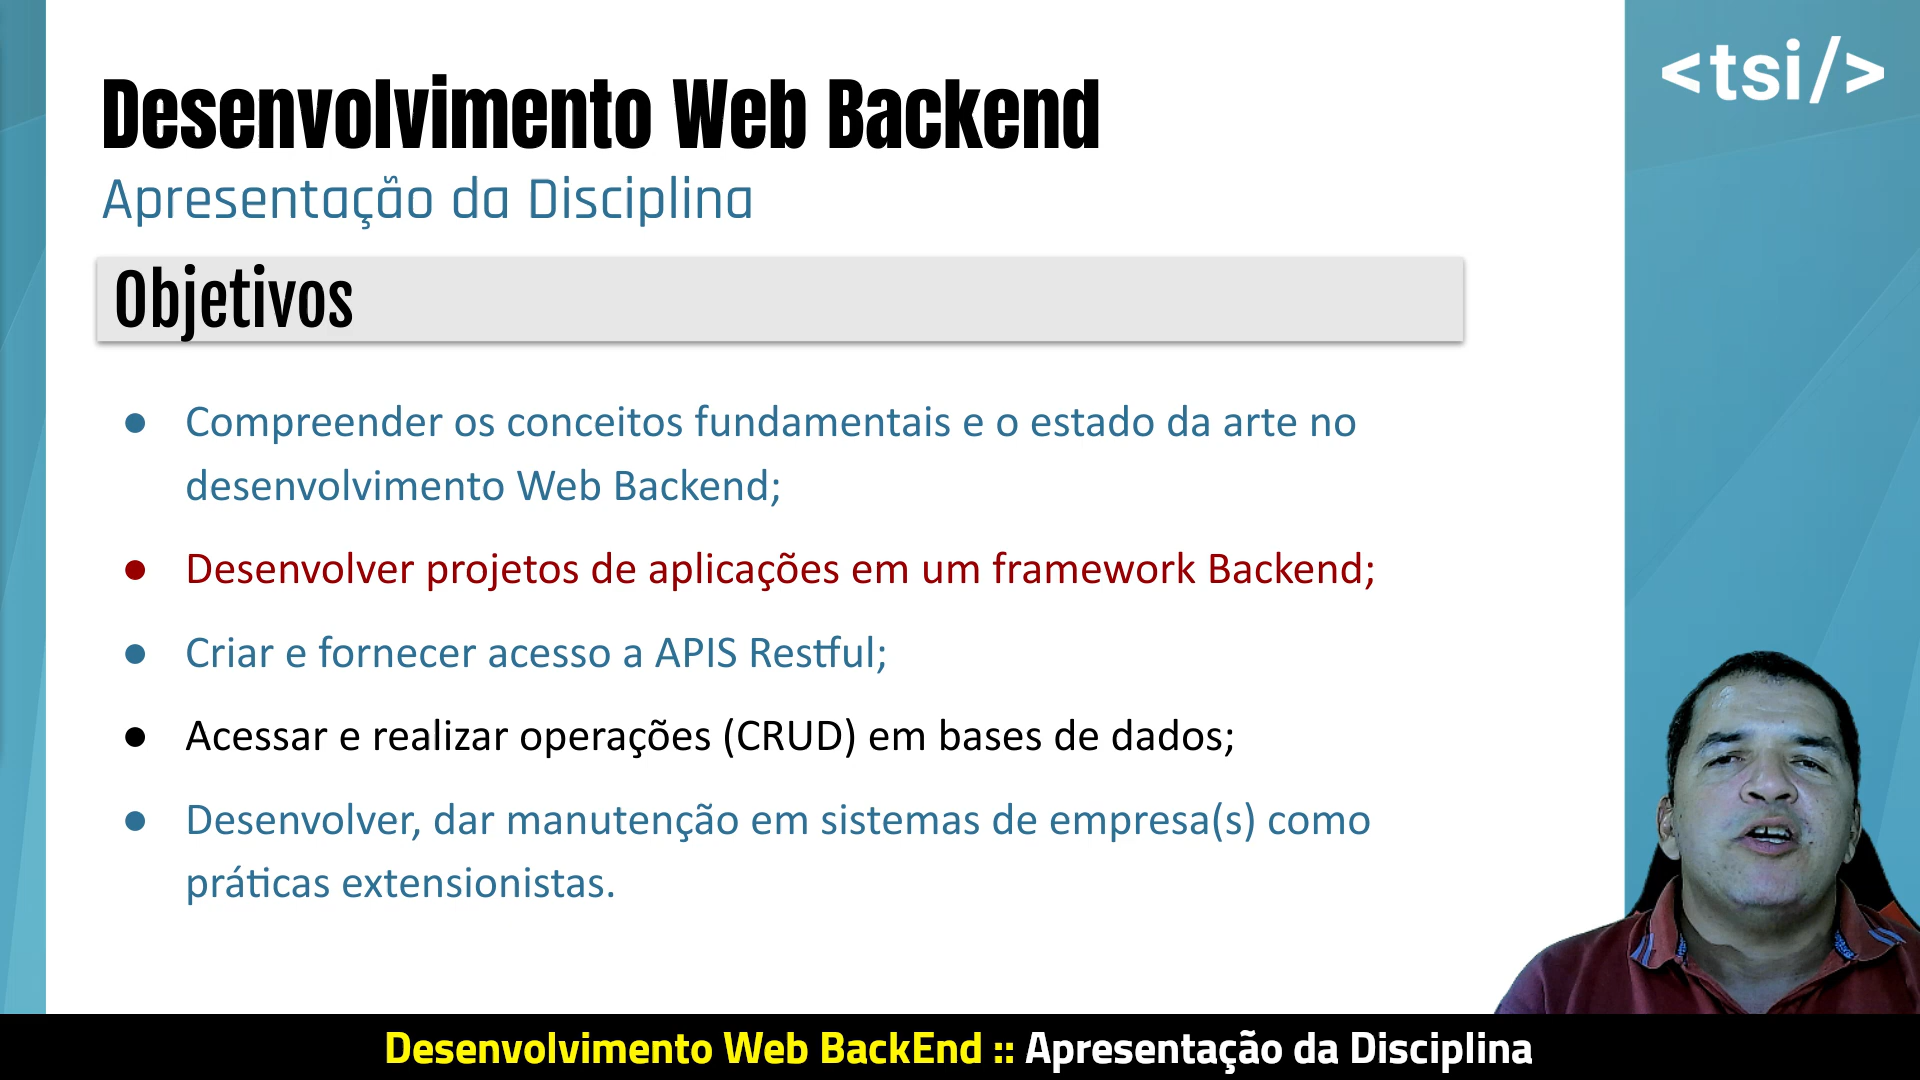 <tsi/>
Desenvolvimento Web Backend
Apresentação da Disciplina
Objetivos
● Compreender os conceitos fundamentais e o estado da arte no
desenvolvimento Web Backend;
● Desenvolver projetos de aplicações em um framework Backend;
● Criar e fornecer acesso a APIS Restful;
● Acessar e realizar operações (CRUD) em bases de dados;
● Desenvolver, dar manutenção em sistemas de empresa(s) como
práticas extensionistas.
Desenvolvimento Web BackEnd :: Apresentação da Disciplina